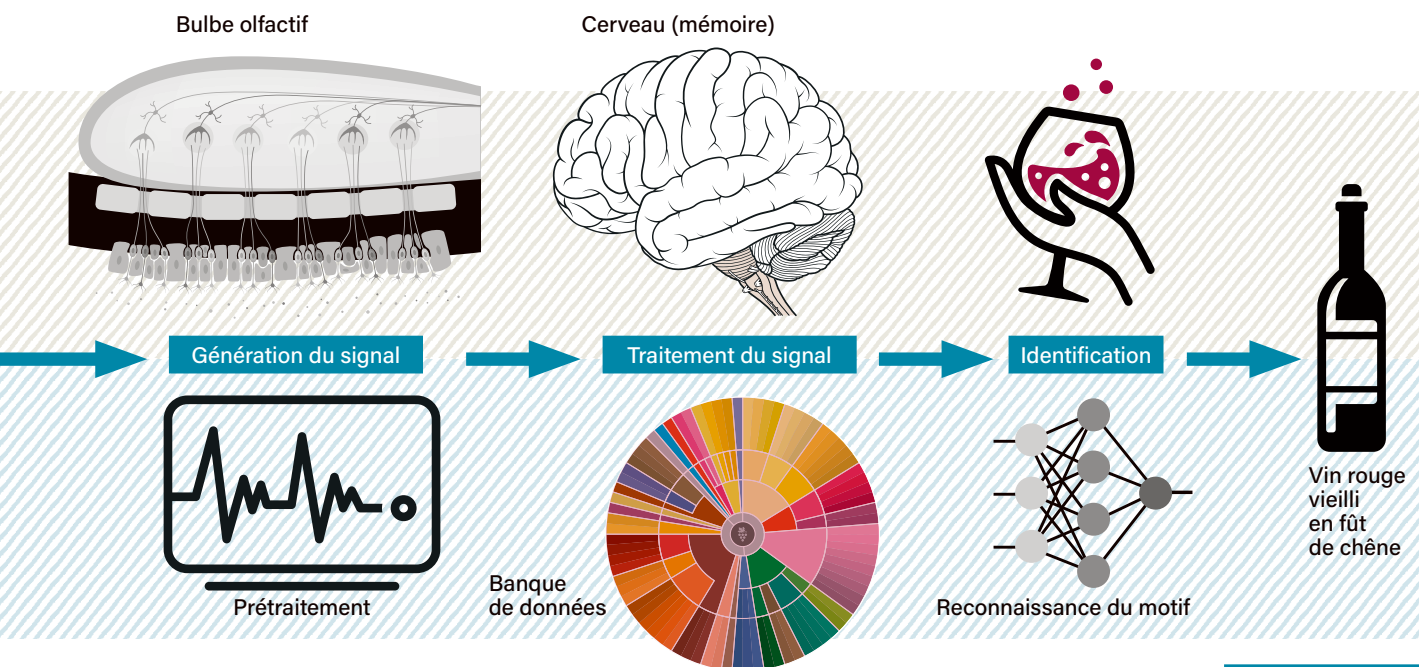 Bulbe olfactif
Cerveau (mémoire)
Génération du signal
Traitement du signal
Identification
Vin rouge
vieilli
en fût
de chêne
Banque
de données
Prétraitement
Reconnaissance du motif